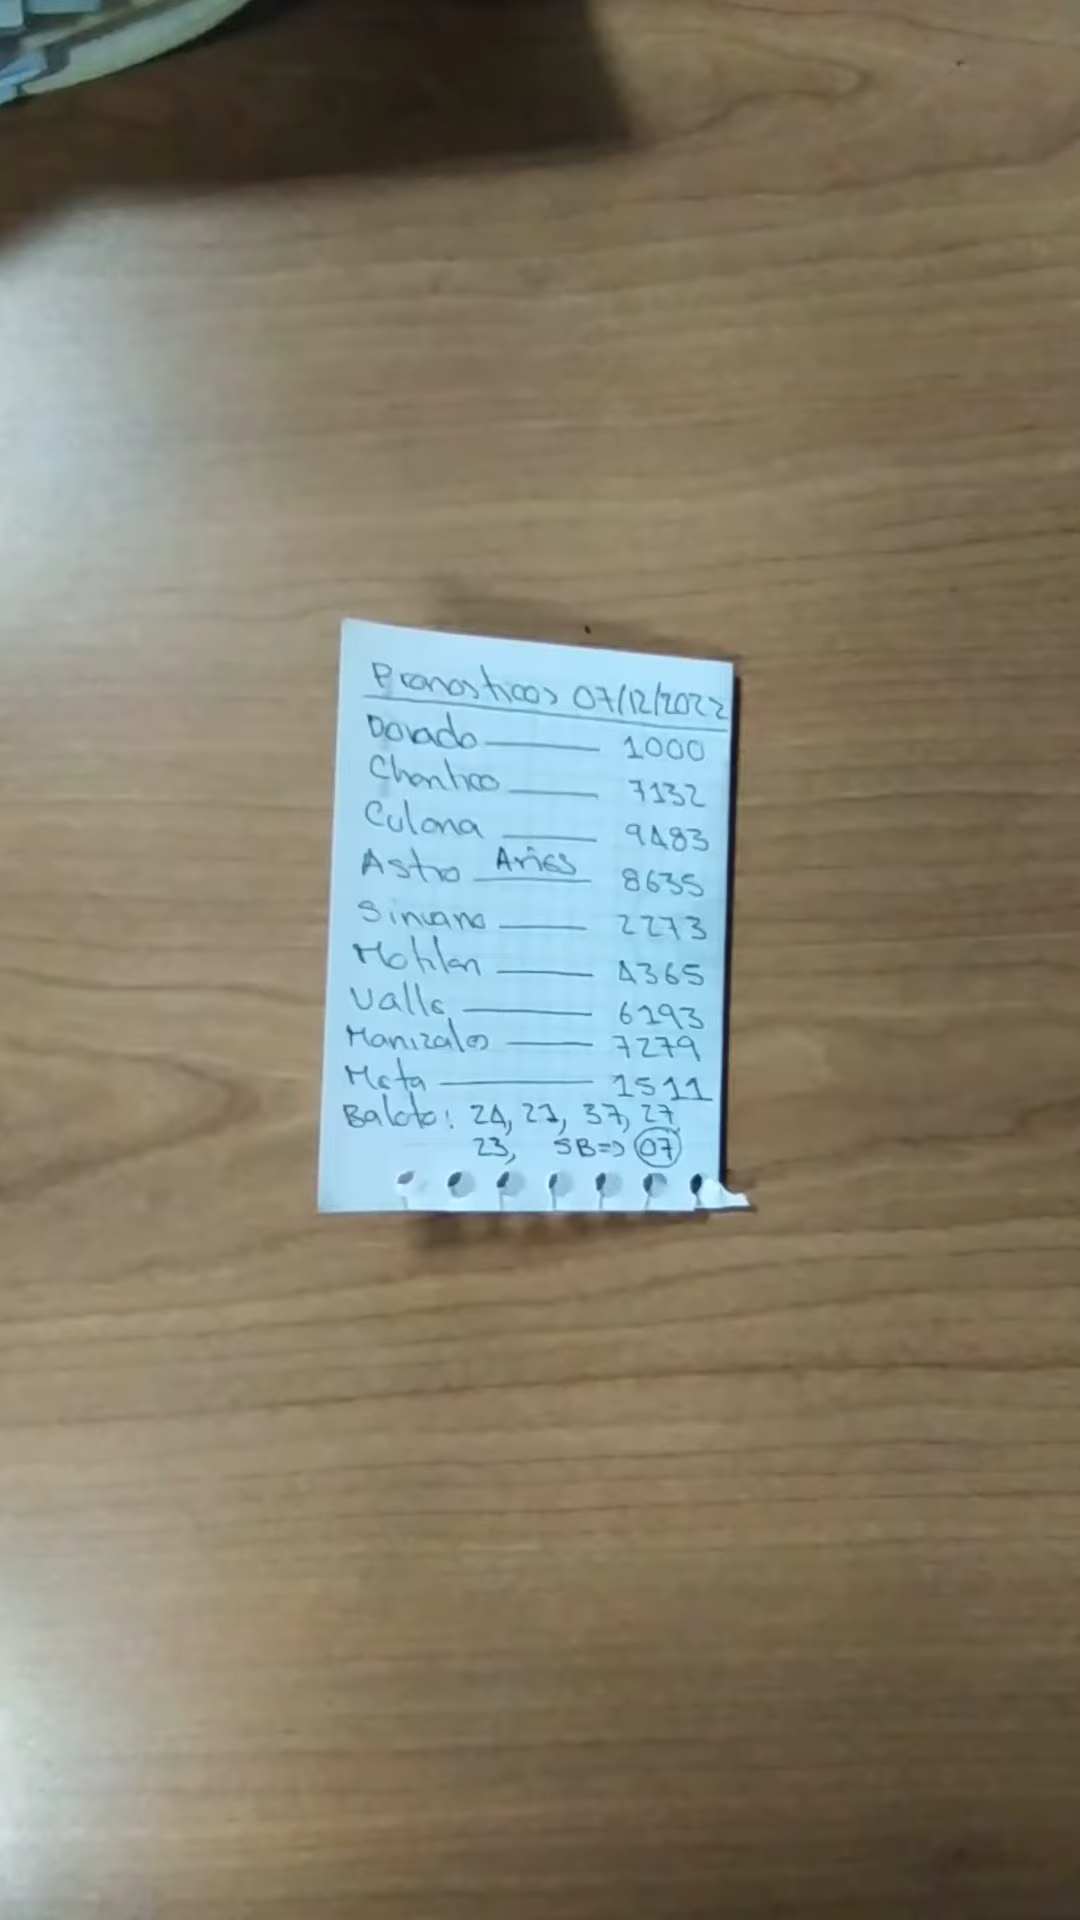 Pronosticos 07/12/2022
Dorado — 1000
Chontico — 7132
Culona — 9483
Astro Aries 8635
Sinuano — 2273
Motilon — 4365
Valle — 6193
Manizales — 7279
Meta — 1511
Baloto: 24, 21, 37, 27
23, SB=> 07